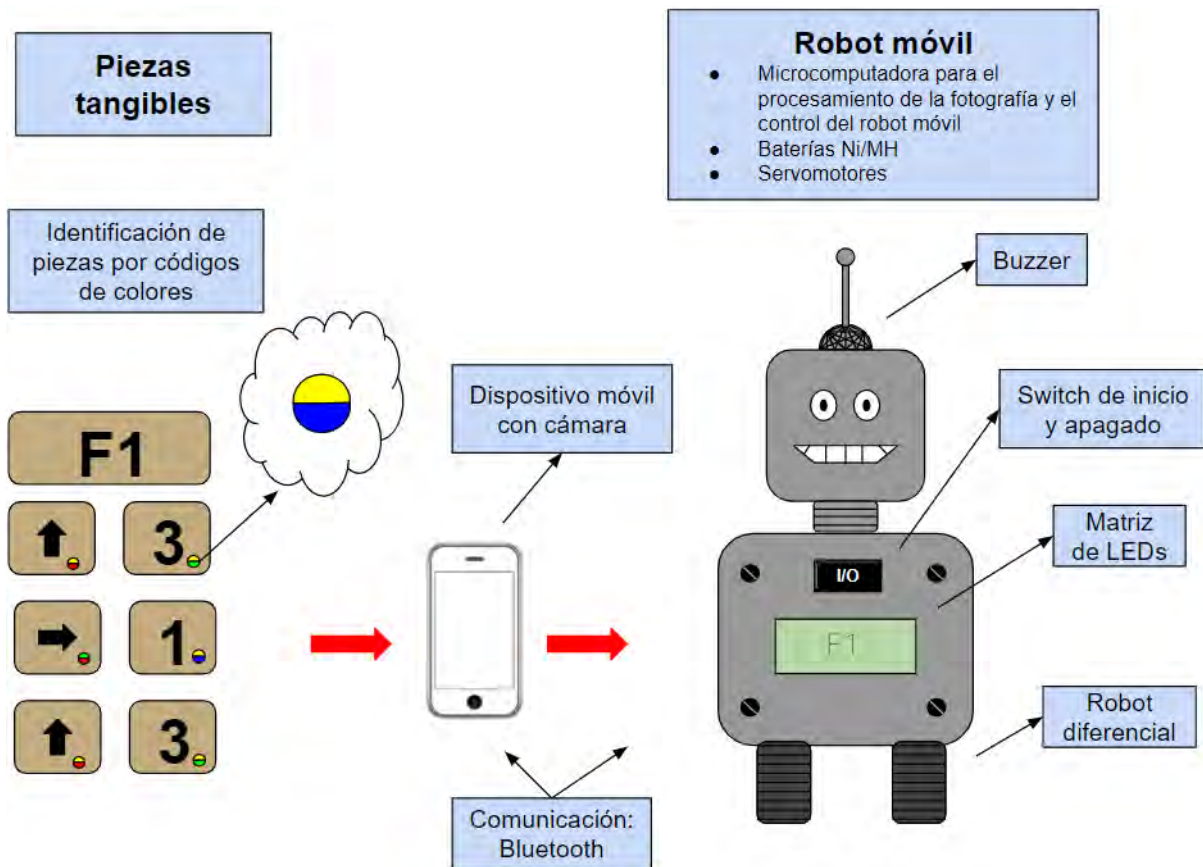 Piezas
tangibles
Robot móvil
● Microcomputadora para el
procesamiento de la fotografía y el
control del robot móvil
● Baterías Ni/MH
● Servomotores
Identificación de
piezas por códigos
de colores
Buzzer
Dispositivo móvil
con cámara
Switch de inicio
y apagado
F1
3
1
3
Matriz
de LEDs
I/O
F1
Robot
diferencial
Comunicación:
Bluetooth